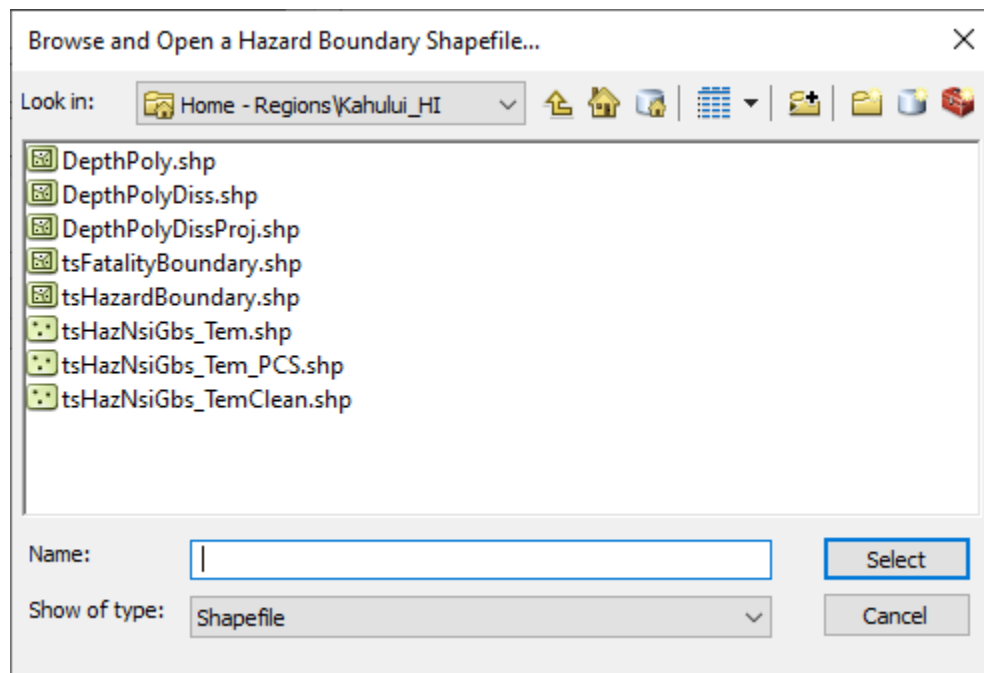 Browse and Open a Hazard Boundary Shapefile...
Look in:
Home - Regions\Kahului_HI
DepthPoly.shp
DepthPolyDiss.shp
DepthPolyDissProj.shp
tsFatalityBoundary.shp
tsHazardBoundary.shp
tsHazNsiGbs_Tem.shp
tsHazNsiGbs_Tem_PCS.shp
tsHazNsiGbs_TemClean.shp
Name:
Select
Show of type:
Shapefile
Cancel